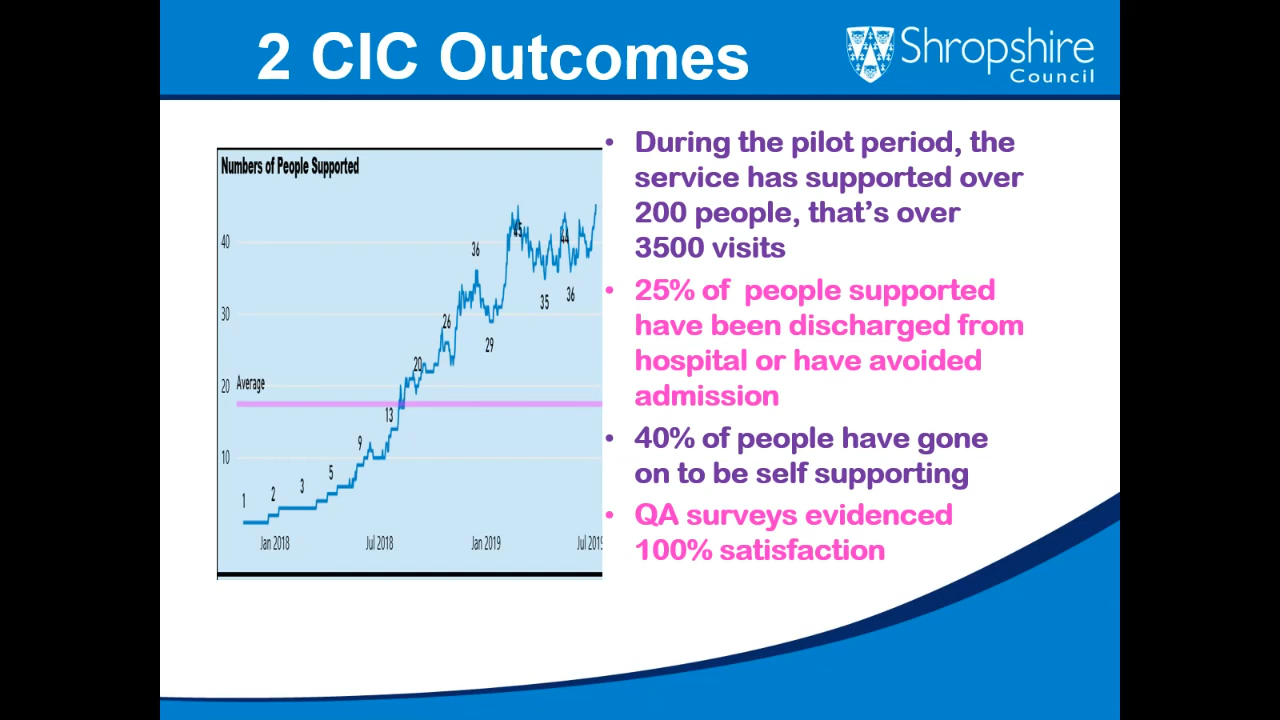 2 CIC Outcomes
Shropshire
Council
Numbers of People Supported
40
30
20
10
Average
1
2
3
5
9
13
20
26
36
29
45
35
44
36
Jan 2018
Jul 2018
Jan 2019
Jul 2019
• During the pilot period, the
service has supported over
200 people, that's over
3500 visits
• 25% of  people supported
have been discharged from
hospital or have avoided
admission
• 40% of people have gone
on to be self supporting
• QA surveys evidenced
100% satisfaction